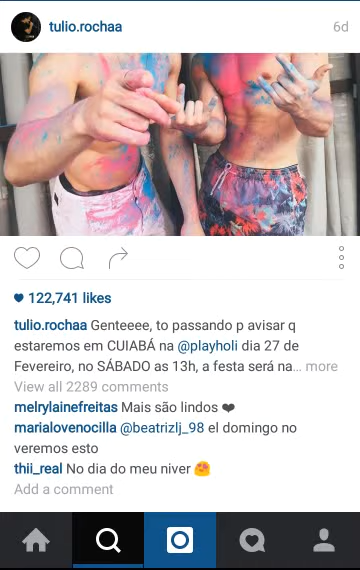 tulio.rochaa
6d
122,741 likes
tulio.rochaa Genteeee, to passando p avisar q
estaremos em CUIABÁ na @playholi dia 27 de
Fevereiro, no SÁBADO as 13h, a festa será na... more
View all 2289 comments
melrylainefreitas Mais são lindos ❤
marialovenocilla @beatrizlj_98 el domingo no
veremos esto
thii_real No dia do meu niver 😍
Add a comment